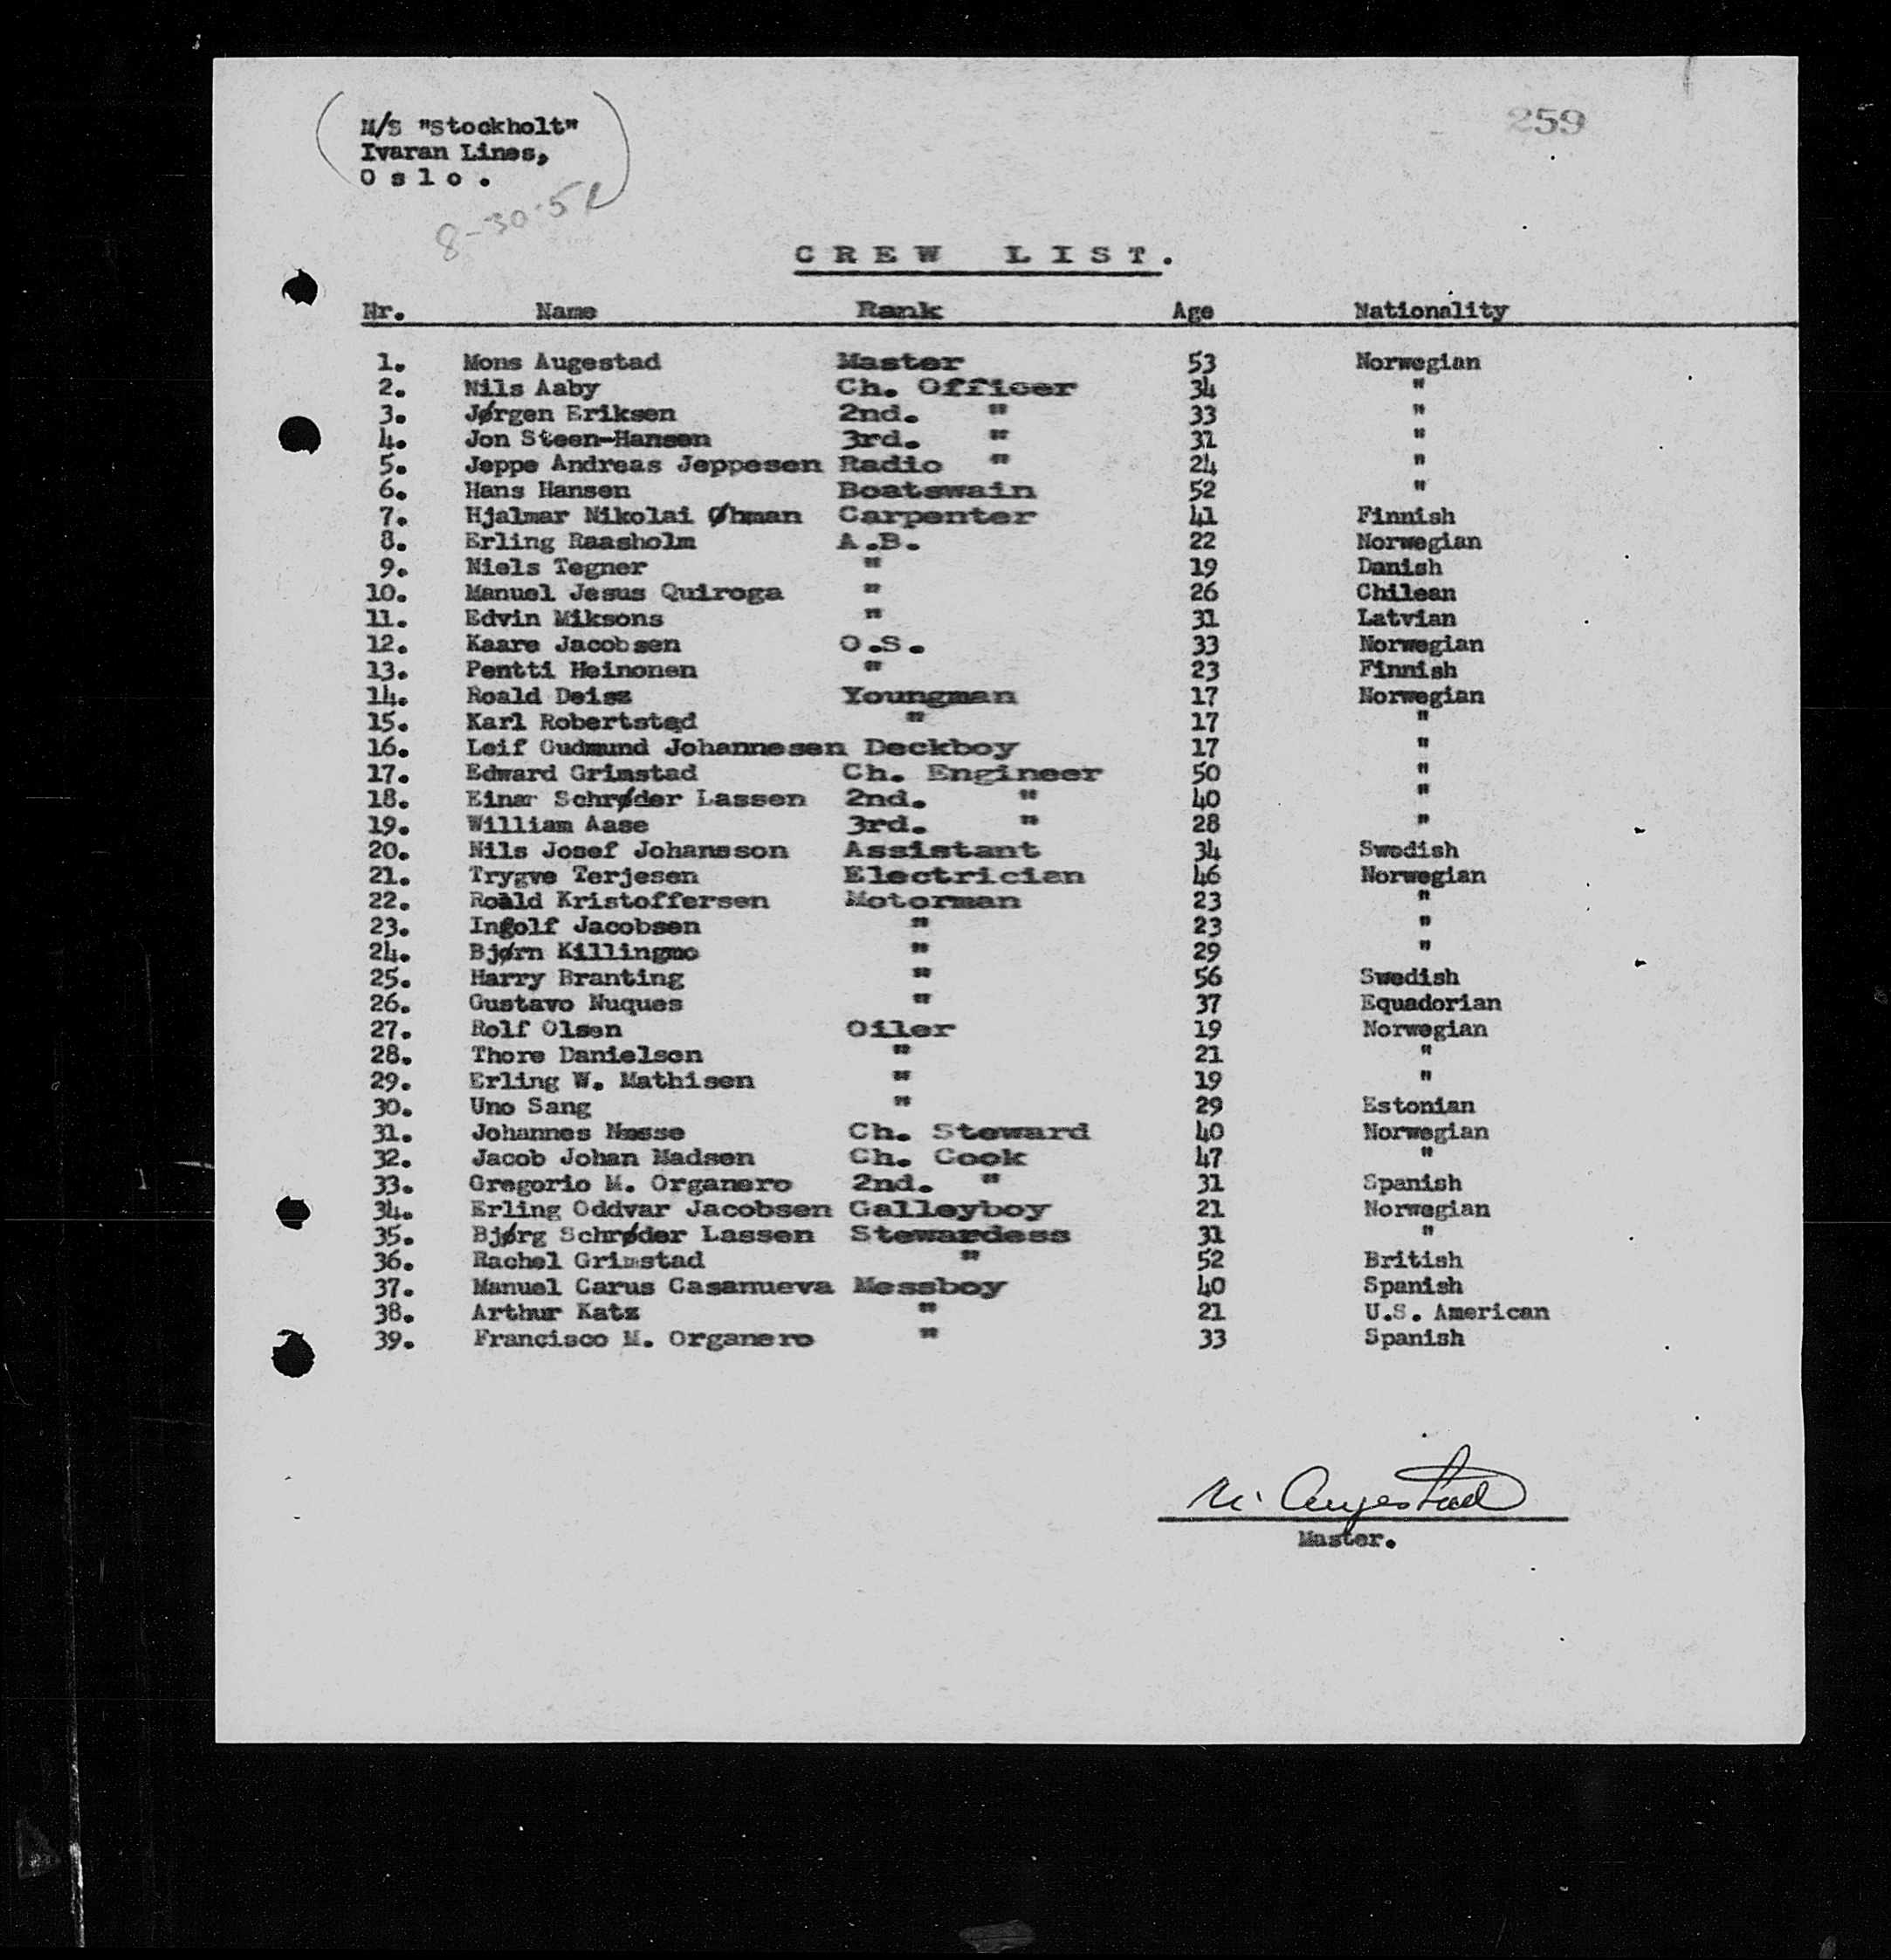 M/S "Stockholt"
Ivaran Lines,
O s l o .
259
8-30-52
C R E W   L I S T .
Nr. Name Rank Age Nationality
1. Mons Augestad Master 53 Norwegian
2. Nils Aaby Ch. Officer 34 "
3. Jørgen Eriksen 2nd. " 33 "
4. Jon Steen-Hansen 3rd. " 31 "
5. Jeppe Andreas Jeppesen Radio " 24 "
6. Hans Hansen Boatswain 52 "
7. Hjalmar Nikolai Øhman Carpenter 41 Finnish
8. Erling Raasholm A.B. 22 Norwegian
9. Niels Tegner " 19 Danish
10. Manuel Jesus Quiroga " 26 Chilean
11. Edvin Miksons " 31 Latvian
12. Kaare Jacobsen O.S. 33 Norwegian
13. Pentti Heinonen " 23 Finnish
14. Roald Deisz Youngman 17 Norwegian
15. Karl Robertstad " 17 "
16. Leif Gudmund Johannesen Deckboy 17 "
17. Edward Grimstad Ch. Engineer 50 "
18. Einar Schrøder Lassen 2nd. " 40 "
19. William Aase 3rd. " 28 "
20. Nils Josef Johansson Assistant 34 Swedish
21. Trygve Terjesen Electrician 46 Norwegian
22. Roald Kristoffersen Motorman 23 "
23. Ingolf Jacobsen " 23 "
24. Bjørn Killingmo " 29 "
25. Harry Branting " 56 Swedish
26. Gustavo Nuques " 37 Equadorian
27. Rolf Olsen Oiler 19 Norwegian
28. Thore Danielsen " 21 "
29. Erling W. Mathisen " 19 "
30. Uno Sang " 29 Estonian
31. Johannes Næsse Ch. Steward 40 Norwegian
32. Jacob Johan Madsen Ch. Cook 47 "
33. Gregorio M. Organero 2nd. " 31 Spanish
34. Erling Oddvar Jacobsen Galleyboy 21 Norwegian
35. Bjørg Schrøder Lassen Stewardess 31 "
36. Rachel Grimstad " 52 British
37. Manuel Carus Casanueva Messboy 40 Spanish
38. Arthur Katz " 21 U.S. American
39. Francisco M. Organero " 33 Spanish
M. Augestad
Master.